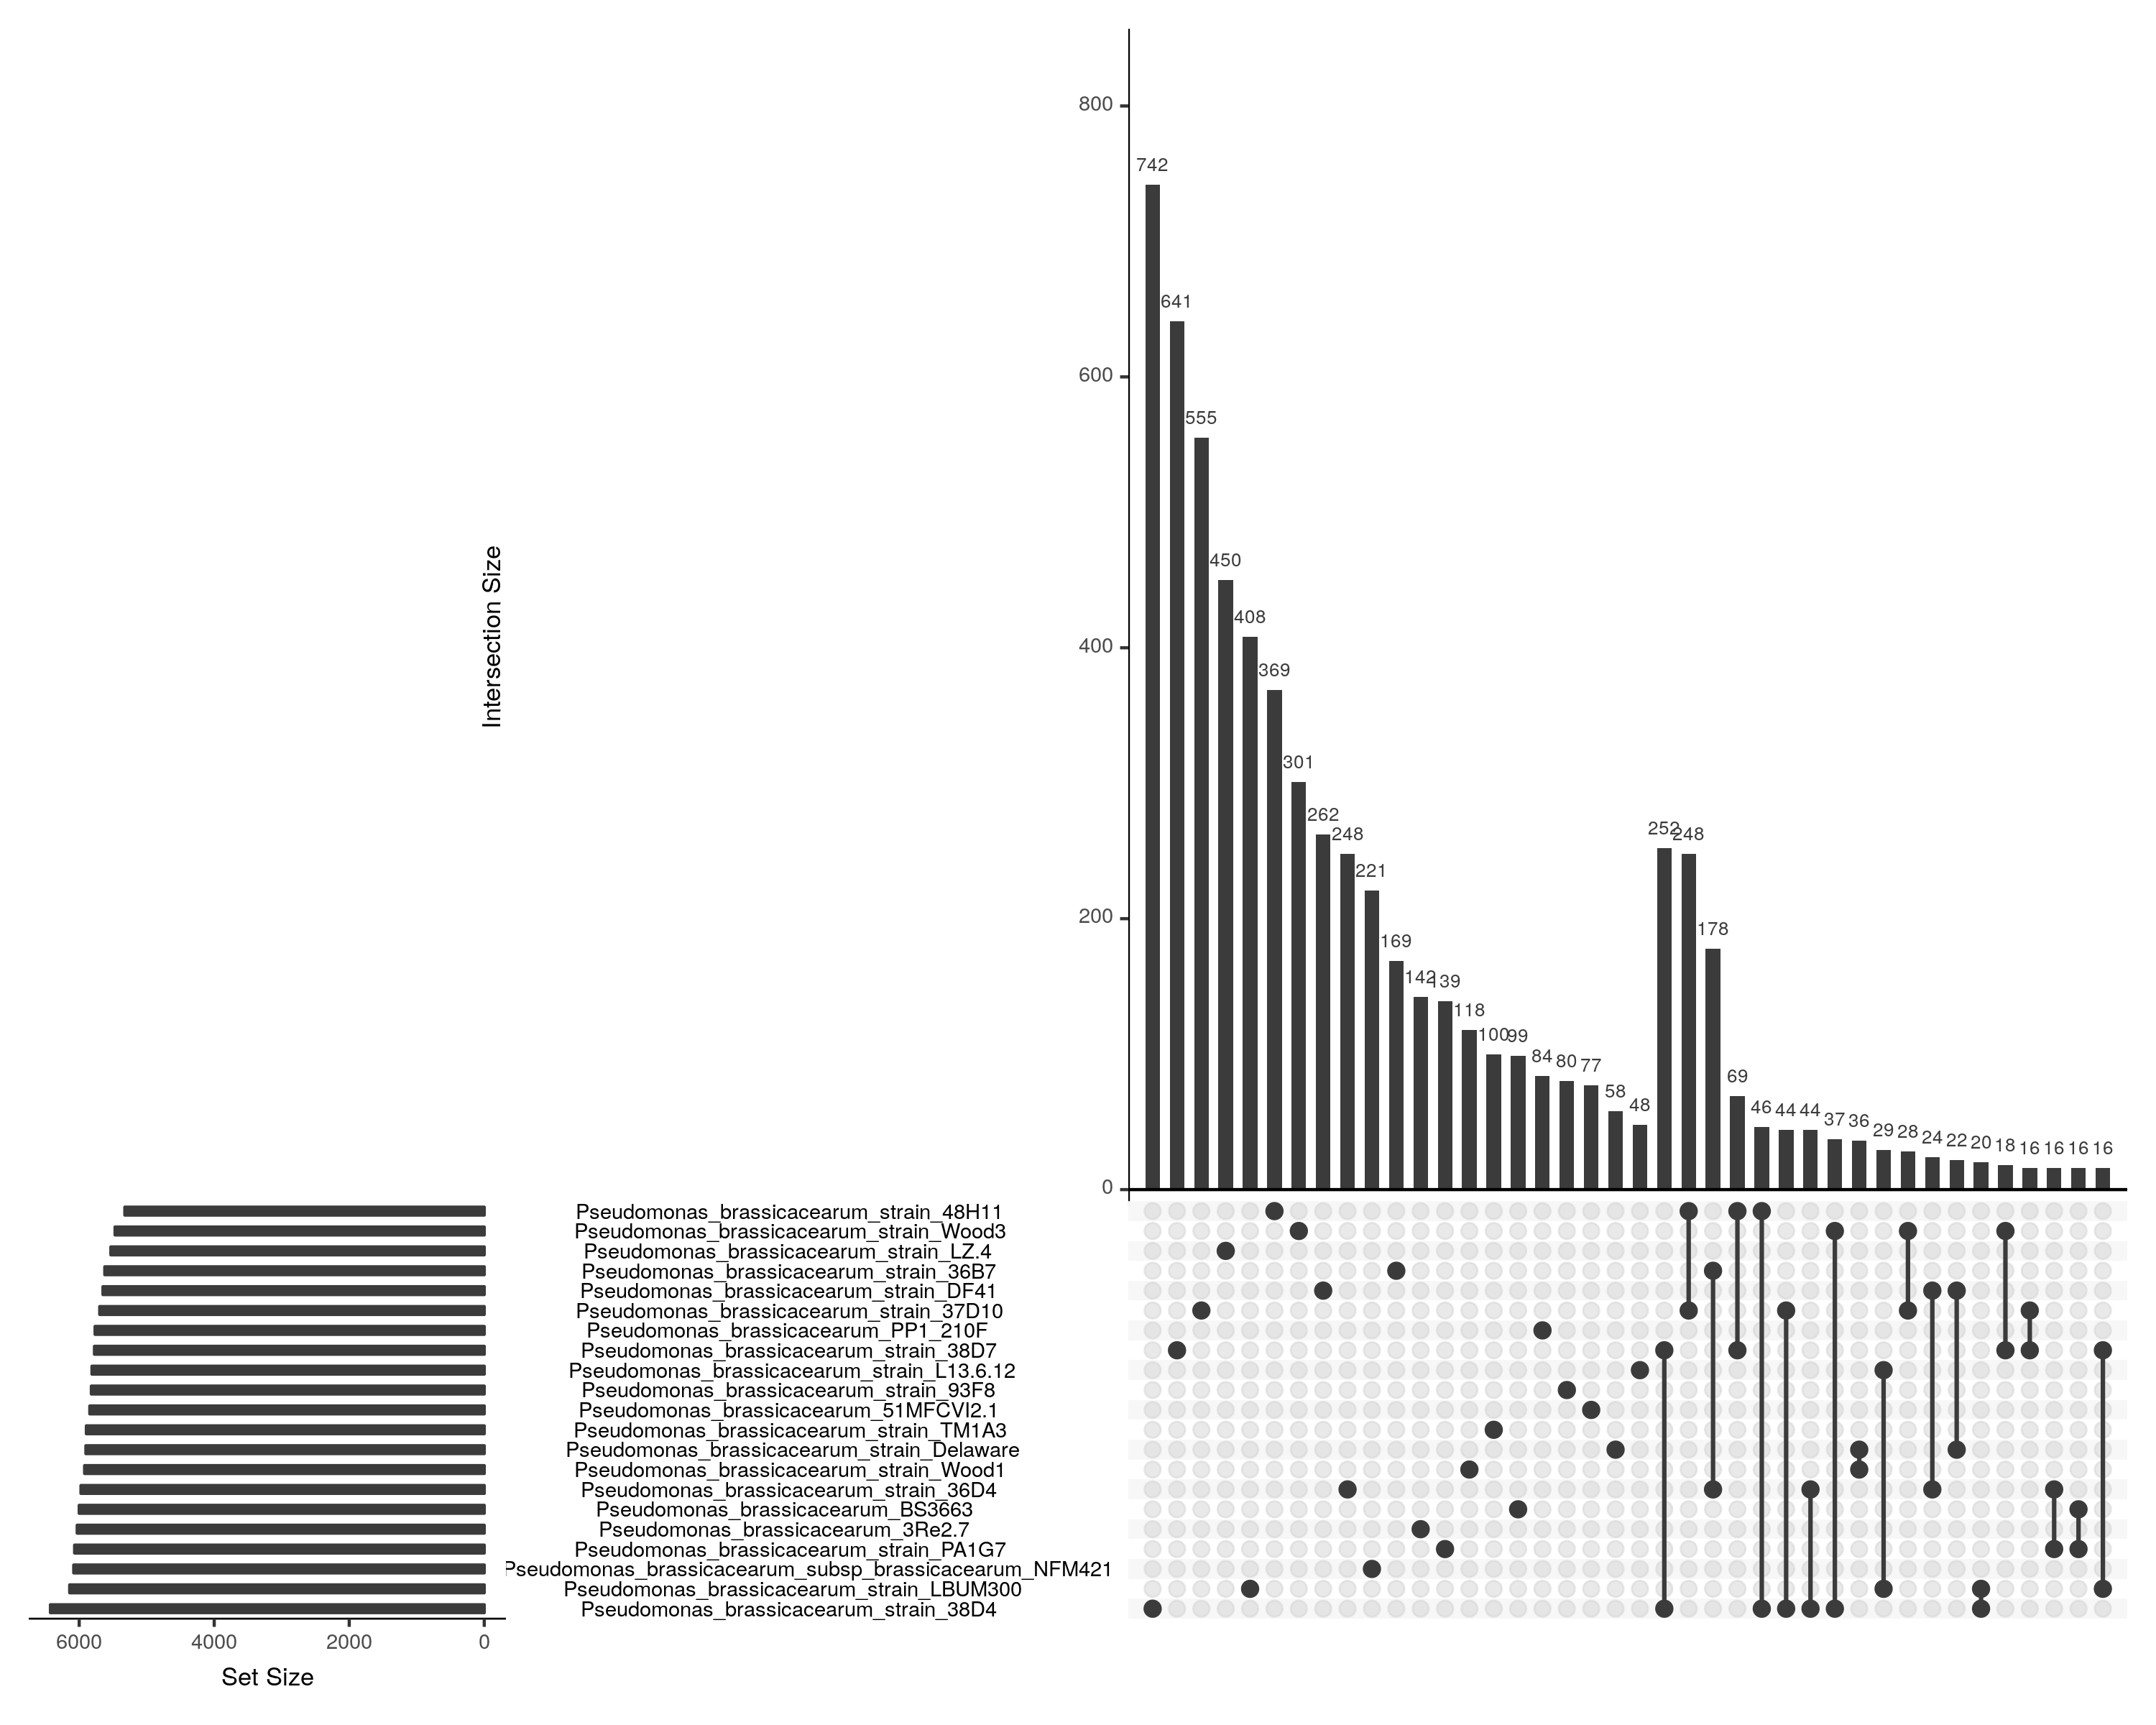 800
600
400
200
0
Intersection Size
742
641
555
450
408
369
301
262
248
221
169
142
139
118
100
99
84
80
77
58
48
252
248
178
69
46
44
44
37
36
29
28
24
22
20
18
16
16
16
16
Pseudomonas_brassicacearum_strain_48H11
Pseudomonas_brassicacearum_strain_Wood3
Pseudomonas_brassicacearum_strain_LZ.4
Pseudomonas_brassicacearum_strain_36B7
Pseudomonas_brassicacearum_strain_DF41
Pseudomonas_brassicacearum_strain_37D10
Pseudomonas_brassicacearum_PP1_210F
Pseudomonas_brassicacearum_strain_38D7
Pseudomonas_brassicacearum_strain_L13.6.12
Pseudomonas_brassicacearum_strain_93F8
Pseudomonas_brassicacearum_51MFCVI2.1
Pseudomonas_brassicacearum_strain_TM1A3
Pseudomonas_brassicacearum_strain_Delaware
Pseudomonas_brassicacearum_strain_Wood1
Pseudomonas_brassicacearum_strain_36D4
Pseudomonas_brassicacearum_BS3663
Pseudomonas_brassicacearum_3Re2.7
Pseudomonas_brassicacearum_strain_PA1G7
Pseudomonas_brassicacearum_subsp_brassicacearum_NFM421
Pseudomonas_brassicacearum_strain_LBUM300
Pseudomonas_brassicacearum_strain_38D4
6000 4000 2000 0
Set Size